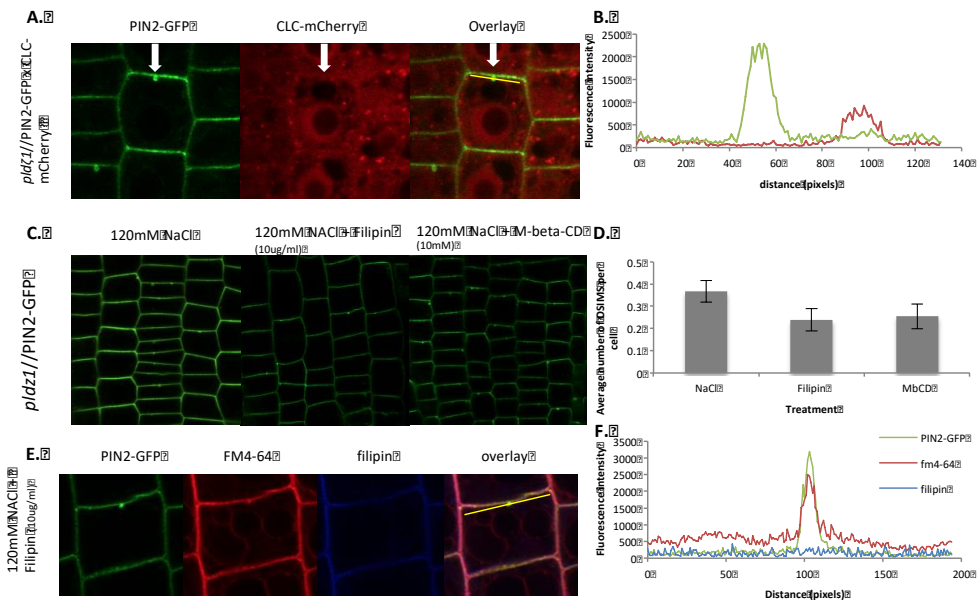 A.
PIN2-GFP
CLC-mCherry
Overlay
pldz1//PIN2-GFP x CLC-
mCherry
B.
Fluorescence intensity
2500
2000
1500
1000
500
0
0
20
40
60
80
100
120
140
distance (pixels)
C.
120mM NaCl
120mM NACl + Filipin
(10ug/ml)
120mM NaCl + M-beta-CD
(10mM)
pldz1//PIN2-GFP
D.
Average number of OSIMS per
cell
0.5
0.4
0.3
0.2
0.1
0
NaCl
Filipin
MbCD
Treatment
E.
PIN2-GFP
FM4-64
filipin
overlay
120mM NACl +
Filipin (10ug/ml)
F.
Fluorescence intensity
3500
3000
2500
2000
1500
1000
500
0
0
50
100
150
200
Distance (pixels)
PIN2-GFP
fm4-64
filipin